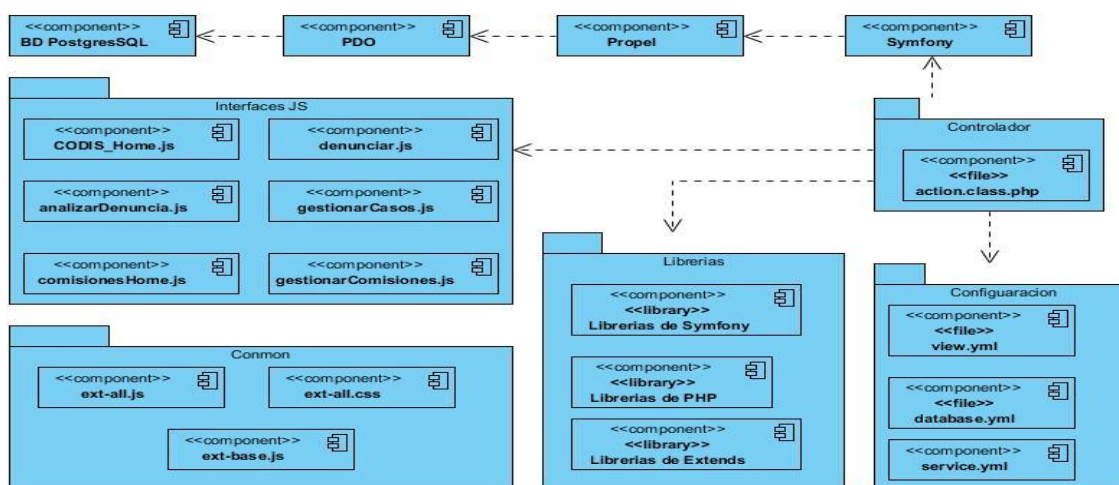 <<component>>
BD PostgresSQL
<<component>>
PDO
<<component>>
Propel
<<component>>
Symfony
Interfaces JS
<<component>>
CODIS_Home.js
<<component>>
denunciar.js
<<component>>
analizarDenuncia.js
<<component>>
gestionarCasos.js
<<component>>
comisionesHome.js
<<component>>
gestionarComisiones.js
Controlador
<<component>>
<<file>>
action.class.php
Conmon
<<component>>
ext-all.js
<<component>>
ext-all.css
<<component>>
ext-base.js
Librerias
<<component>>
<<library>>
Librerias de Symfony
<<component>>
<<library>>
Librerias de PHP
<<component>>
<<library>>
Librerias de Extends
Configuaracion
<<component>>
<<file>>
view.yml
<<component>>
<<file>>
database.yml
<<component>>
service.yml